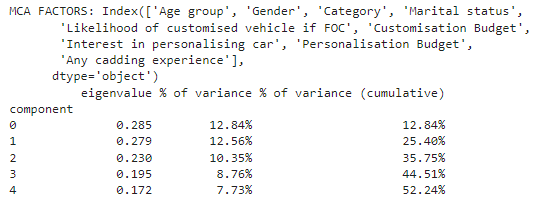 MCA FACTORS: Index(['Age group', 'Gender', 'Category', 'Marital status',
'Likelihood of customised vehicle if FOC', 'Customisation Budget',
'Interest in personalising car', 'Personalisation Budget',
'Any cadding experience'],
dtype='object')
eigenvalue % of variance % of variance (cumulative)
component
0 0.285 12.84% 12.84%
1 0.279 12.56% 25.40%
2 0.230 10.35% 35.75%
3 0.195 8.76% 44.51%
4 0.172 7.73% 52.24%